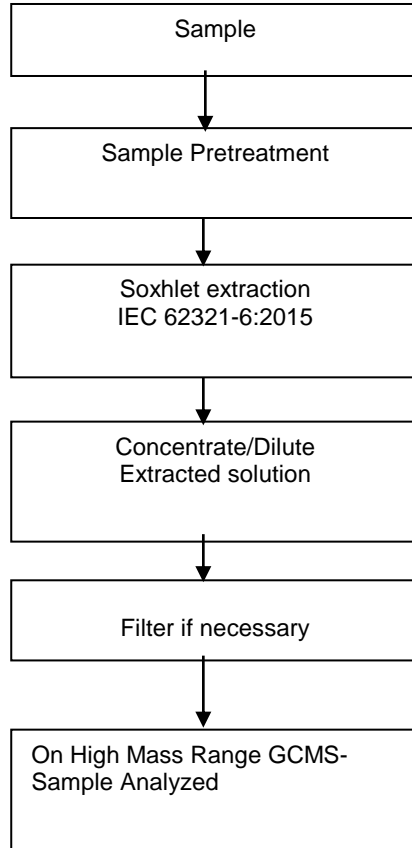 Sample
Sample Pretreatment
Soxhlet extraction
IEC 62321-6:2015
Concentrate/Dilute
Extracted solution
Filter if necessary
On High Mass Range GCMS-
Sample Analyzed